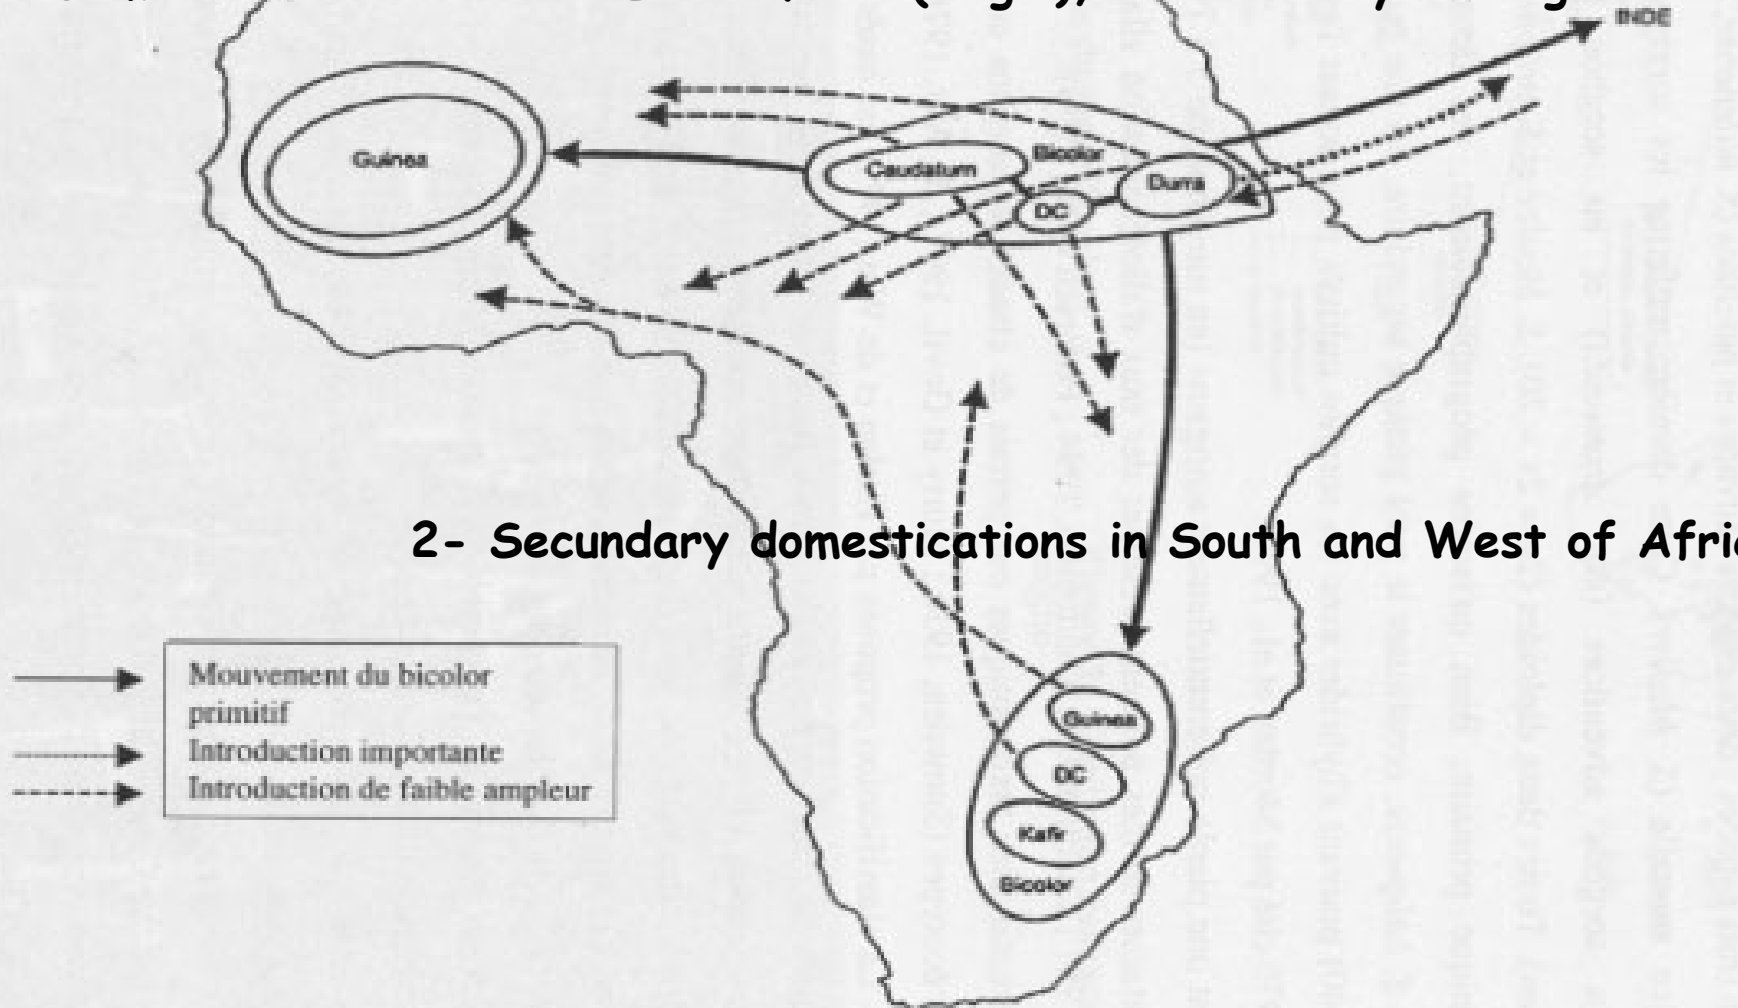 INDE
Guinea
Caudatum
Bicolor
Durra
DC
2- Secundary domestications in South and West of
Mouvement du bicolor
primitif
Introduction importante
Introduction de faible ampleur
Guinea
DC
Kafir
Bicolor